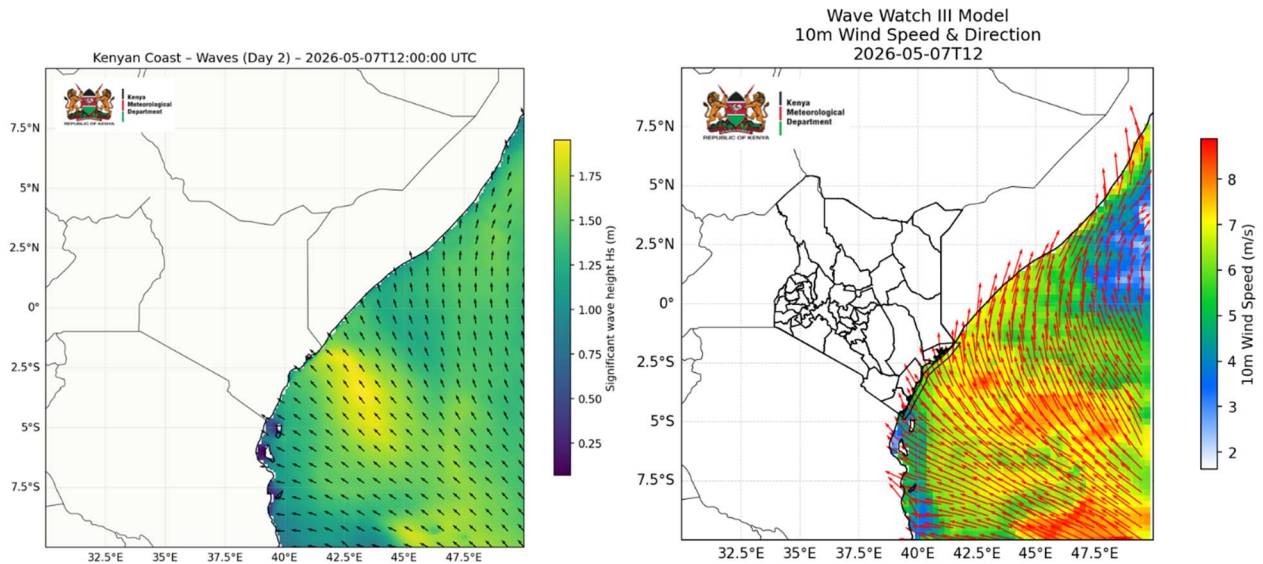 Kenyan Coast – Waves (Day 2) – 2026-05-07T12:00:00 UTC
Kenya
Meteorological
Department
REPUBLIC OF KENYA
7.5°N
5°N
2.5°N
0°
2.5°S
5°S
7.5°S
32.5°E 35°E 37.5°E 40°E 42.5°E 45°E 47.5°E
1.75
1.50
1.25
1.00
0.75
0.50
0.25
Significant wave height Hs (m)
Wave Watch III Model
10m Wind Speed & Direction
2026-05-07T12
Kenya
Meteorological
Department
REPUBLIC OF KENYA
7.5°N
5°N
2.5°N
0°
2.5°S
5°S
7.5°S
32.5°E 35°E 37.5°E 40°E 42.5°E 45°E 47.5°E
8
7
6
5
4
3
2
10m Wind Speed (m/s)